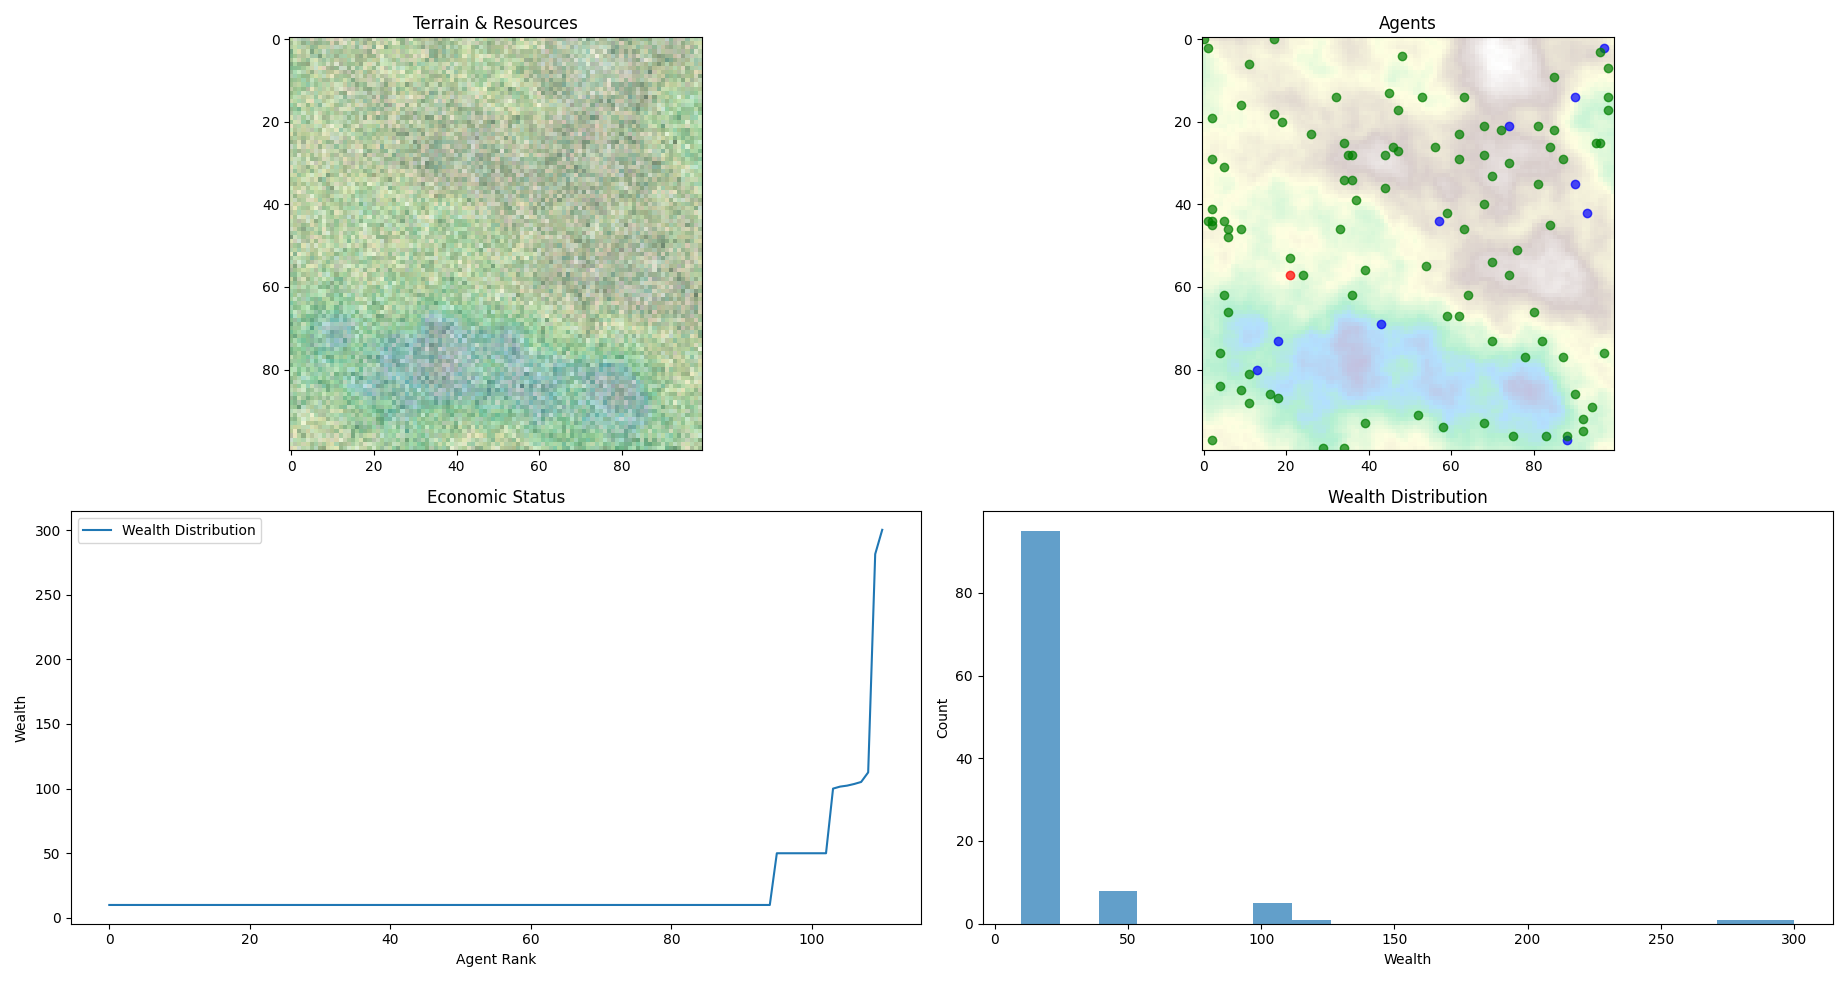 Terrain & Resources
0
20
40
60
80
0 20 40 60 80
Agents
0
20
40
60
80
0 20 40 60 80
Economic Status
Wealth Distribution
300
250
200
150
100
50
0
Wealth
0 20 40 60 80 100
Agent Rank
Wealth Distribution
80
60
40
20
0
Count
0 50 100 150 200 250 300
Wealth